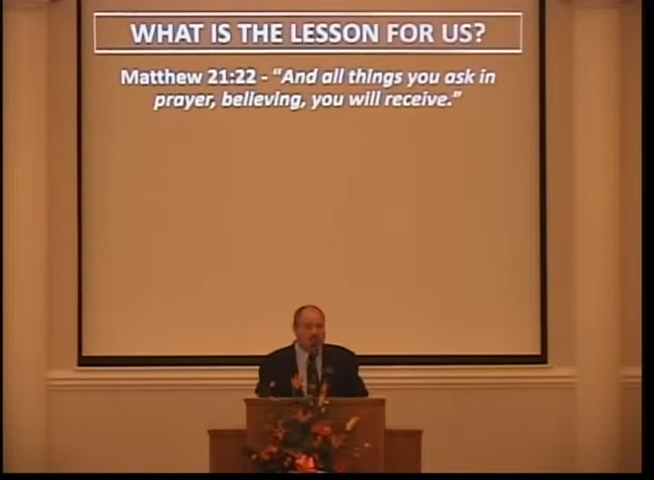 WHAT IS THE LESSON FOR US?
Matthew 21:22 - “And all things you ask in
prayer, believing, you will receive.”